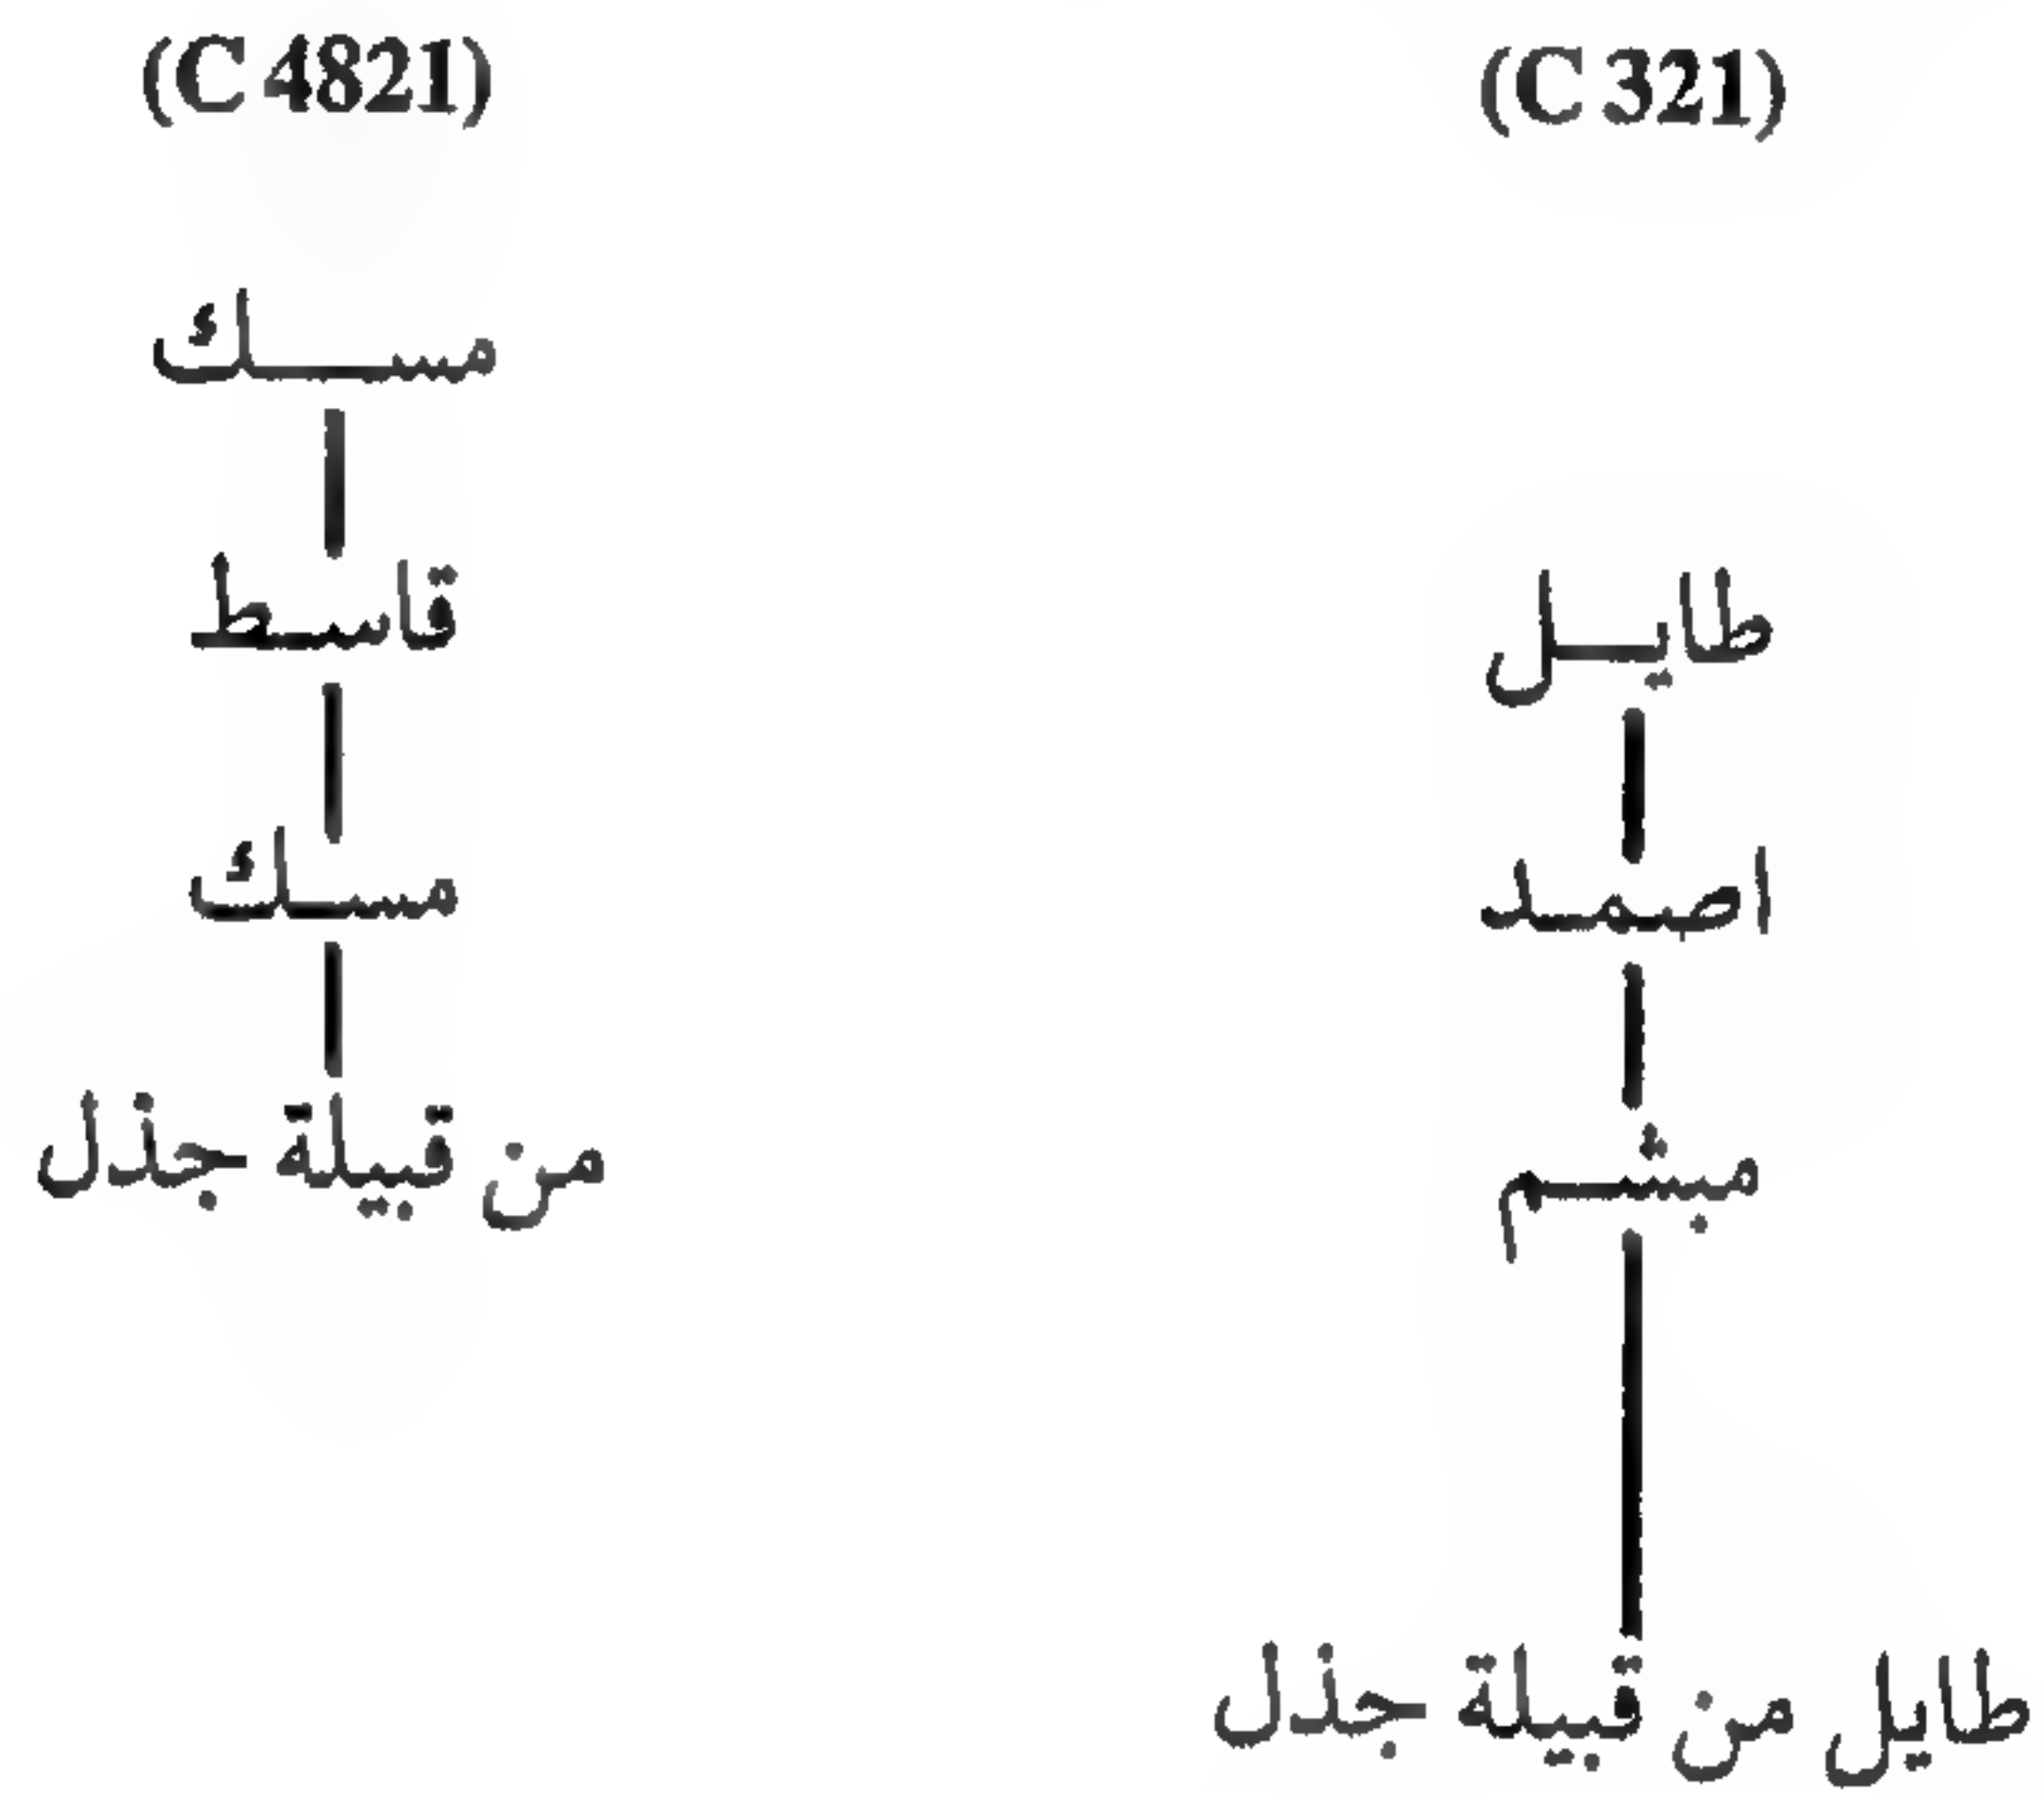 (C 321)
طايل
اصمد
مبشم
طايل من قبيلة جذل
(C 4821)
مسك
قاسط
مسك
من قبيلة جذل